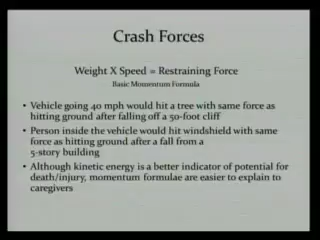 Crash Forces
Weight X Speed = Restraining Force
Basic Momentum Formula
• Vehicle going 40 mph would hit a tree with same force as
hitting ground after falling off a 50-foot cliff
• Person inside the vehicle would hit windshield with same
force as hitting ground after a fall from a
5-story building
• Although kinetic energy is a better indicator of potential for
death/injury, momentum formulae are easier to explain to
caregivers